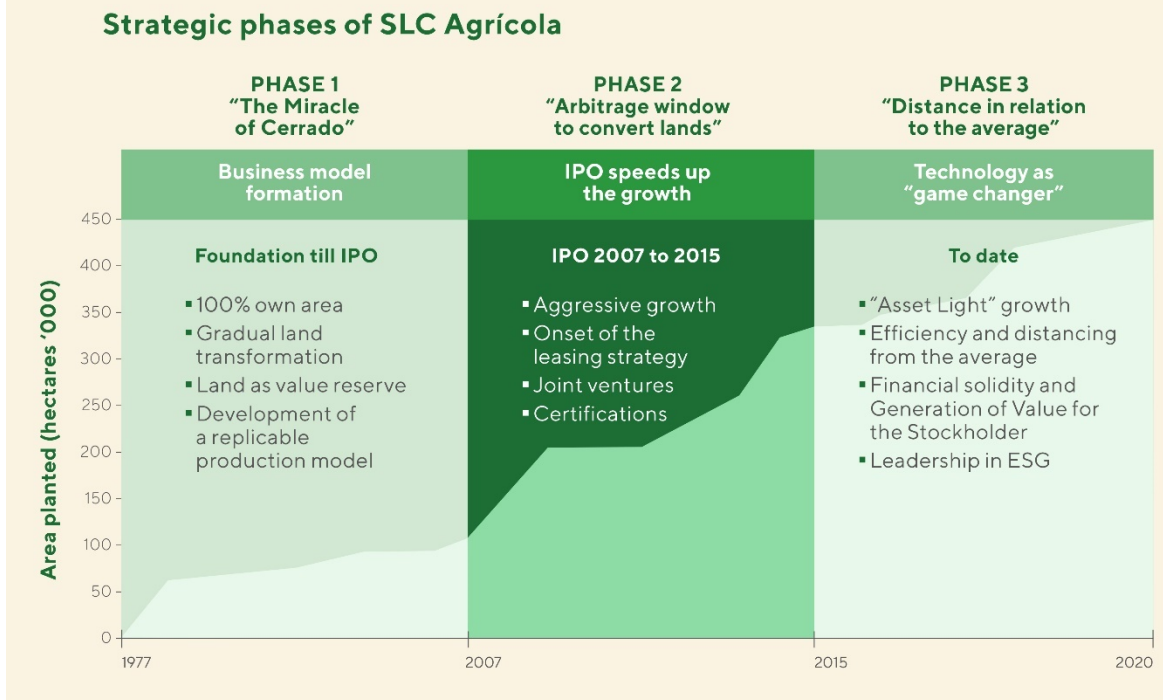 Strategic phases of SLC Agrícola
PHASE 1
“The Miracle
of Cerrado”
PHASE 2
“Arbitrage window
to convert lands”
PHASE 3
“Distance in relation
to the average”
Business model
formation
IPO speeds up
the growth
Technology as
“game changer”
Area planted (hectares ’000)
450
400
350
300
250
200
150
100
50
0
Foundation till IPO
▪ 100% own area
▪ Gradual land
transformation
▪ Land as value reserve
▪ Development of
a replicable
production model
IPO 2007 to 2015
▪ Aggressive growth
▪ Onset of the
leasing strategy
▪ Joint ventures
▪ Certifications
To date
▪ “Asset Light” growth
▪ Efficiency and distancing
from the average
▪ Financial solidity and
Generation of Value for
the Stockholder
▪ Leadership in ESG
1977
2007
2015
2020